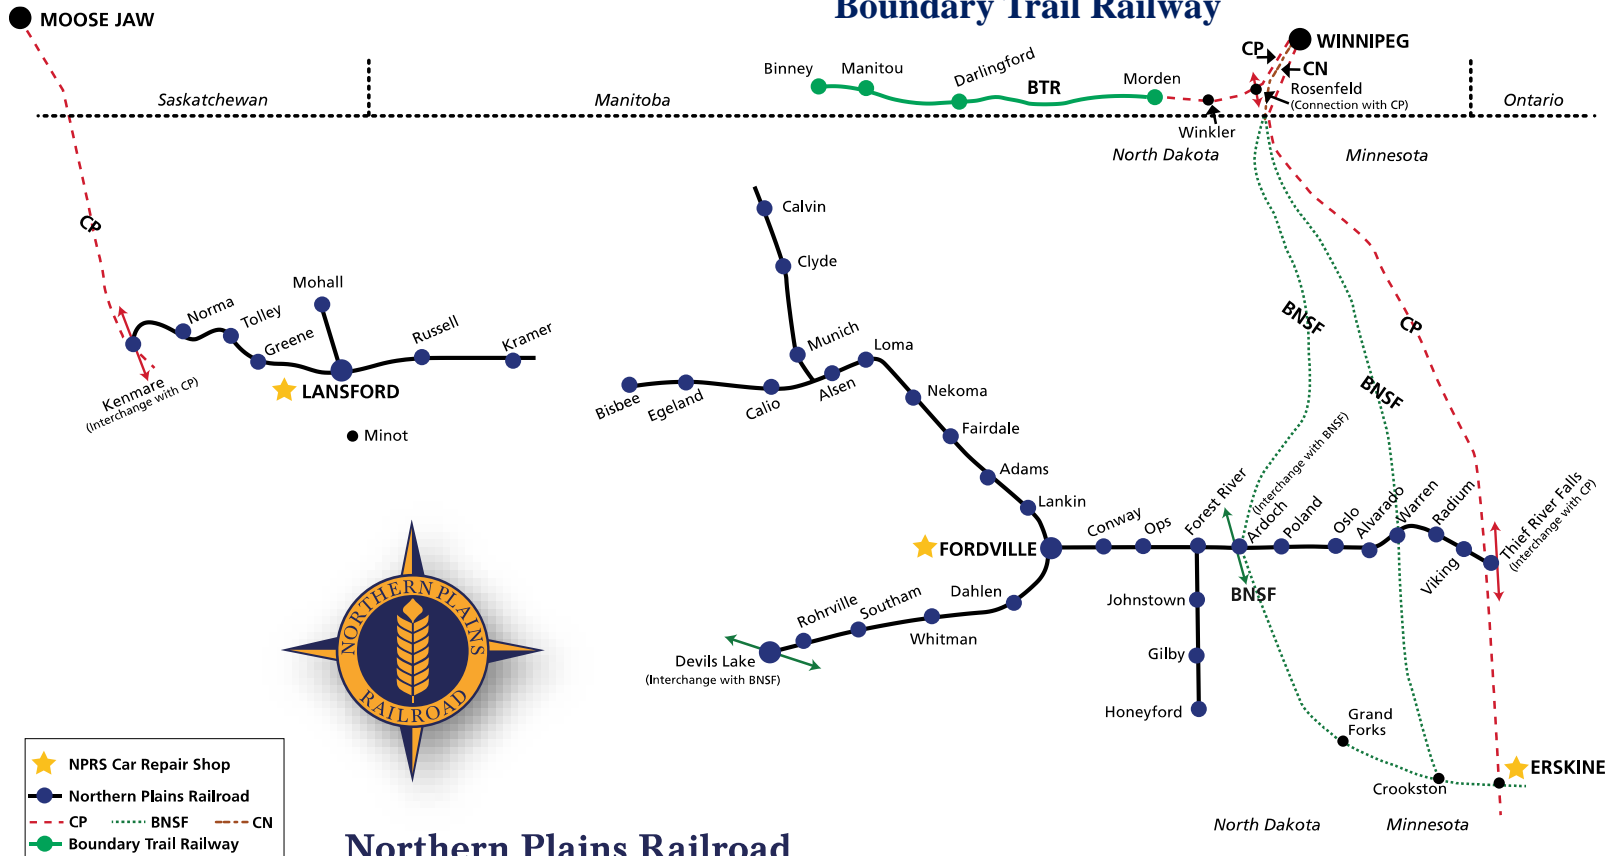 Boundary Trail Railway
MOOSE JAW
WINNIPEG
CP
CN
Rosenfeld
(Connection with CP)
Binney
Manitou
Darlingford
BTR
Morden
Winkler
Saskatchewan
Manitoba
Ontario
North Dakota
Minnesota
CP
Calvin
Clyde
Munich
Loma
Alsen
Calio
Egeland
Bisbee
Nekoma
Fairdale
Adams
Lankin
Mohall
Norma
Tolley
Greene
Russell
Kramer
LANSFORD
Kenmare
(Interchange with CP)
Minot
BNSF
CP
BNSF
FORDVILLE
Conway
Ops
Forest River
Ardoch
(Interchange with BNSF)
Poland
Oslo
Alvarado
Warren
Radium
Viking
Thief River Falls
(Interchange with CP)
BNSF
Johnstown
Gilby
Honeyford
Dahlen
Whitman
Southam
Rohrville
Devils Lake
(Interchange with BNSF)
Grand
Forks
Crookston
ERSKINE
North Dakota
Minnesota
NORTHERN PLAINS
RAILROAD
NPRS Car Repair Shop
Northern Plains Railroad
CP BNSF CN
Boundary Trail Railway
Northern Plains Railroad